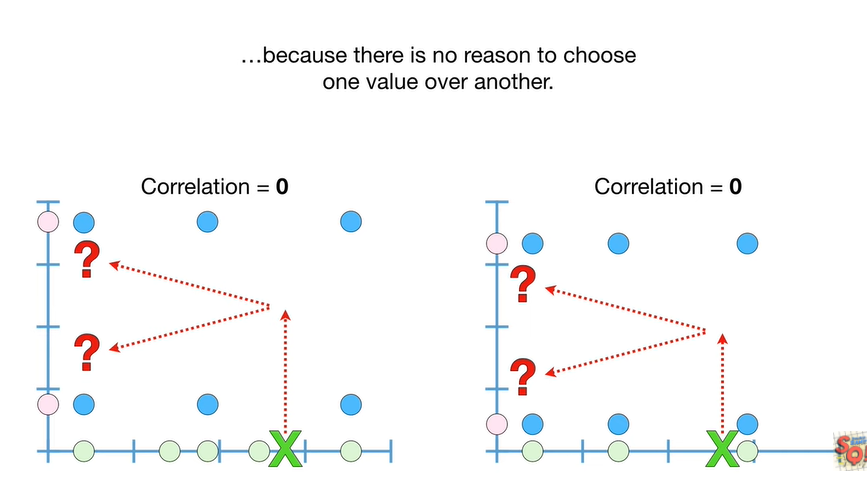 …because there is no reason to choose
one value over another.
Correlation = 0
Correlation = 0
?
?
?
?
X
X